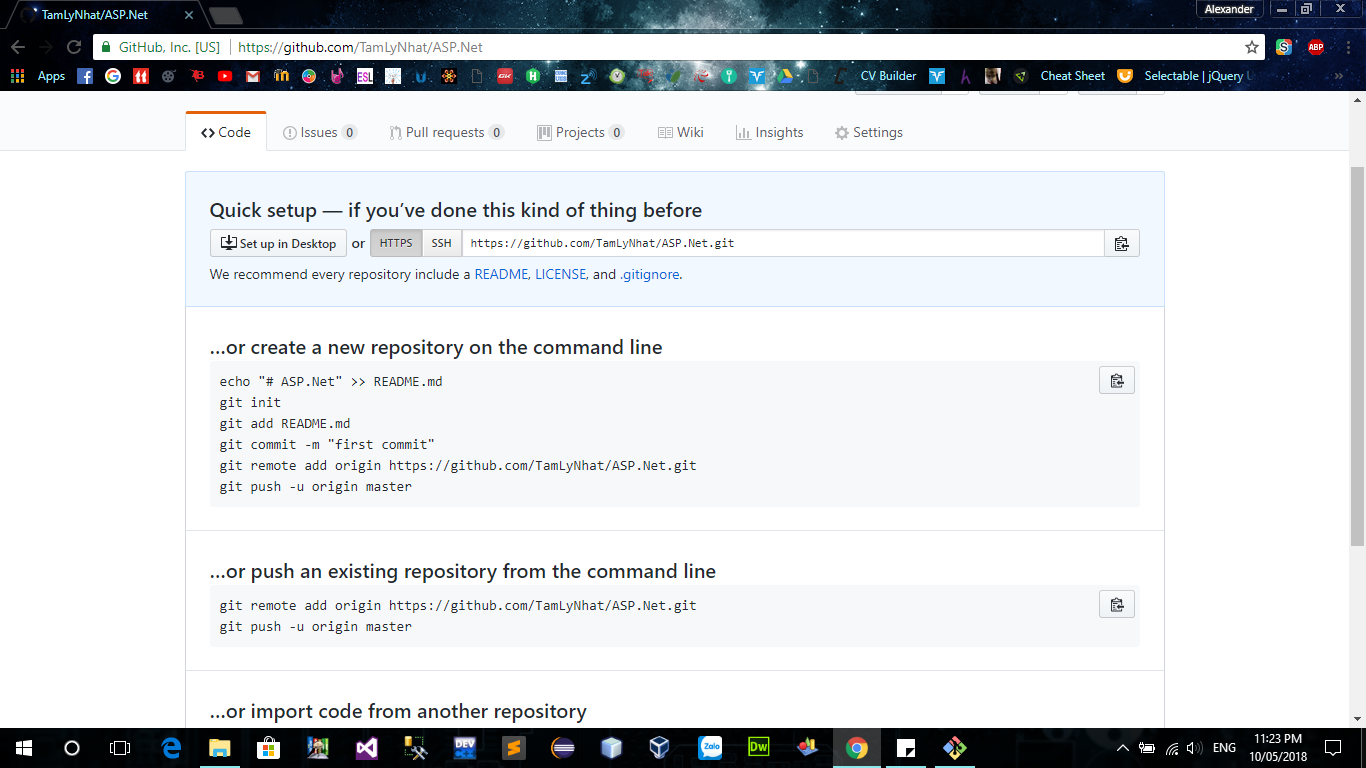 TamLyNhat/ASP.Net
Alexander
GitHub, Inc. [US] https://github.com/TamLyNhat/ASP.Net
ABP
Apps
ESL
GK
CV Builder
Cheat Sheet
Selectable | jQuery
Code
Issues 0
Pull requests 0
Projects 0
Wiki
Insights
Settings
Quick setup — if you’ve done this kind of thing before
Set up in Desktop or HTTPS SSH https://github.com/TamLyNhat/ASP.Net.git
We recommend every repository include a README, LICENSE, and .gitignore.
…or create a new repository on the command line
echo "# ASP.Net" >> README.md
git init
git add README.md
git commit -m "first commit"
git remote add origin https://github.com/TamLyNhat/ASP.Net.git
git push -u origin master
…or push an existing repository from the command line
git remote add origin https://github.com/TamLyNhat/ASP.Net.git
git push -u origin master
…or import code from another repository
DEV
Zalo
Dw
ENG
11:23 PM
10/05/2018